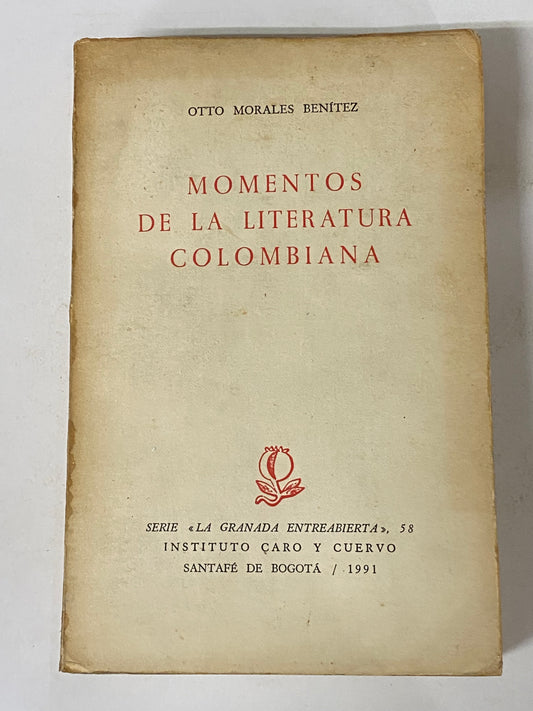 OTTO MORALES BENÍTEZ
MOMENTOS
DE LA LITERATURA
COLOMBIANA
SERIE «LA GRANADA ENTREABIERTA», 58
INSTITUTO CARO Y CUERVO
SANTAFÉ DE BOGOTÁ / 1991